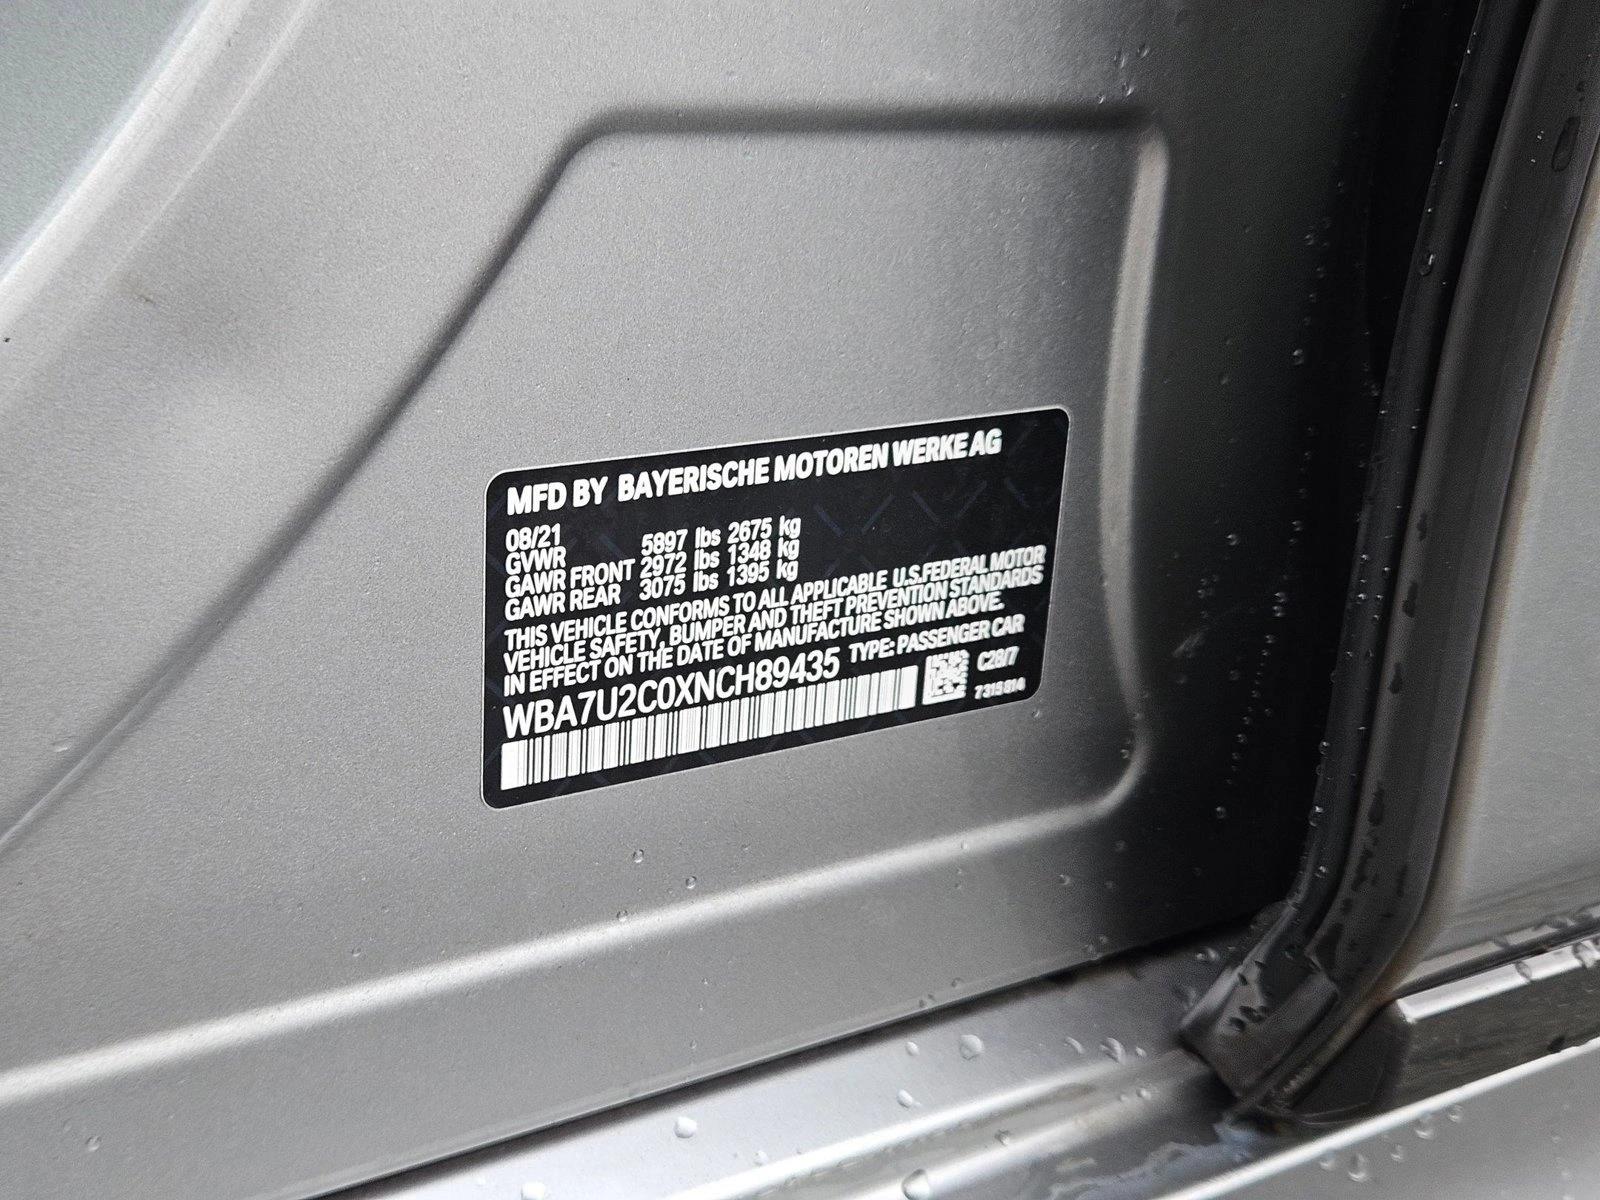 MFD BY BAYERISCHE MOTOREN WERKE AG
08/21
GVWR 5897 lbs 2675 kg
GAWR FRONT 2972 lbs 1348 kg
GAWR REAR 3075 lbs 1395 kg
THIS VEHICLE CONFORMS TO ALL APPLICABLE U.S.FEDERAL MOTOR
VEHICLE SAFETY, BUMPER AND THEFT PREVENTION STANDARDS
IN EFFECT ON THE DATE OF MANUFACTURE SHOWN ABOVE.
WBA7U2C0XNCH89435 TYPE: PASSENGER CAR
C28/7
7315814